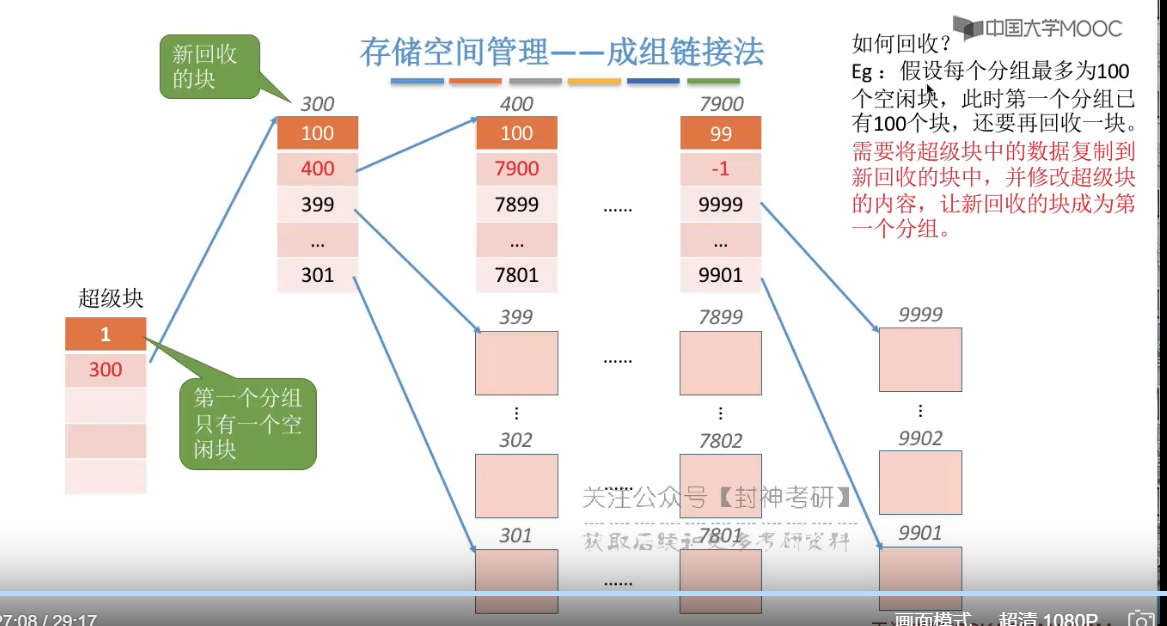 存储空间管理——成组链接法
中国大学MOOC
新回收
的块
如何回收？
Eg：假设每个分组最多为100
个空闲块，此时第一个分组已
有100个块，还要再回收一块。
需要将超级块中的数据复制到
新回收的块中，并修改超级块
的内容，让新回收的块成为第
一个分组。
超级块
1
300
第一个分组
只有一个空
闲块
300
100
400
399
...
301
400
100
7900
7899
...
7801
......
7900
99
-1
9999
...
9901
399
⋮
302
301
......
......
......
7899
⋮
7802
7801
9999
⋮
9902
9901
关注公众号【封神考研】
获取后续和更多考研资料
27:08 / 29:17
画面模式
超清 1080P